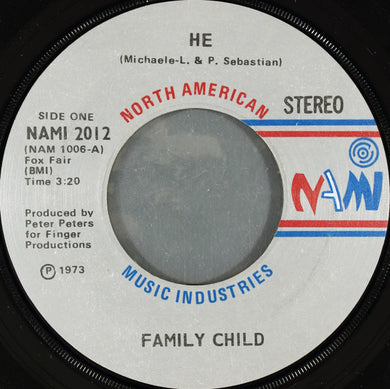 HE
(Michaele-L. & P. Sebastian)
NORTH AMERICAN
STEREO
SIDE ONE
NAMI 2012
(NAM 1006-A)
Fox Fair
(BMI)
Time 3:20
NAMI
Produced by
Peter Peters
for Finger
Productions
℗ 1973
MUSIC INDUSTRIES
FAMILY CHILD